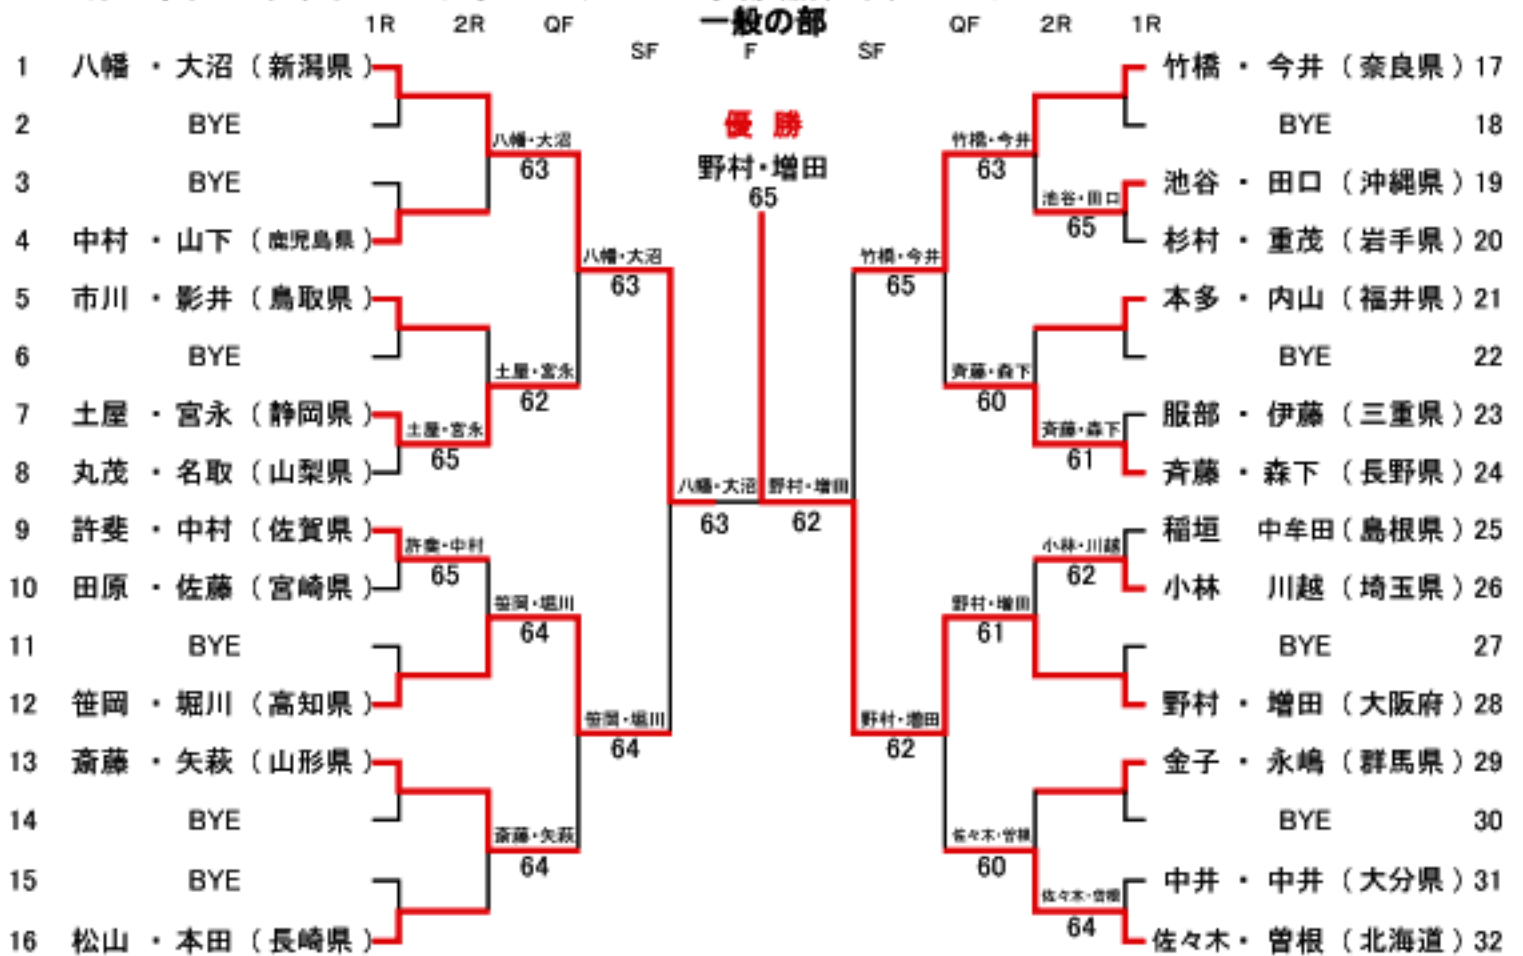 一般の部
1R 2R QF SF F SF QF 2R 1R
優 勝
野村・増田
65
1 八幡 ・ 大沼 ( 新潟県 )
2 BYE
3 BYE
4 中村 ・ 山下 ( 鹿児島県 )
5 市川 ・ 影井 ( 鳥取県 )
6 BYE
7 土屋 ・ 宮永 ( 静岡県 )
8 丸茂 ・ 名取 ( 山梨県 )
9 許斐 ・ 中村 ( 佐賀県 )
10 田原 ・ 佐藤 ( 宮崎県 )
11 BYE
12 笹岡 ・ 堀川 ( 高知県 )
13 斎藤 ・ 矢萩 ( 山形県 )
14 BYE
15 BYE
16 松山 ・ 本田 ( 長崎県 )
土屋・宮永
65
許斐・中村
65
八幡・大沼
63
土屋・宮永
62
笹岡・堀川
64
斎藤・矢萩
64
八幡・大沼
63
笹岡・堀川
64
八幡・大沼
63
野村・増田
62
竹橋・今井
65
野村・増田
62
竹橋・今井
63
斉藤・森下
60
野村・増田
61
佐々木・曽根
60
池谷・田口
65
斉藤・森下
61
小林・川越
62
佐々木・曽根
64
竹橋 ・ 今井 ( 奈良県 ) 17
BYE 18
池谷 ・ 田口 ( 沖縄県 ) 19
杉村 ・ 重茂 ( 岩手県 ) 20
本多 ・ 内山 ( 福井県 ) 21
BYE 22
服部 ・ 伊藤 ( 三重県 ) 23
斉藤 ・ 森下 ( 長野県 ) 24
稲垣 中牟田 ( 島根県 ) 25
小林 川越 ( 埼玉県 ) 26
BYE 27
野村 ・ 増田 ( 大阪府 ) 28
金子 ・ 永嶋 ( 群馬県 ) 29
BYE 30
中井 ・ 中井 ( 大分県 ) 31
佐々木 ・ 曽根 ( 北海道 ) 32